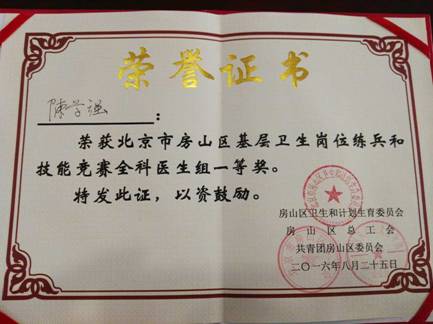 荣誉证书
陈学强
：
荣获北京市房山区基层卫生岗位练兵和
技能竞赛全科医生组一等奖。
特发此证，以资鼓励。
房山区卫生和计划生育委员会
房山区总工会
共青团房山区委员会
二〇一六年八月二十五日